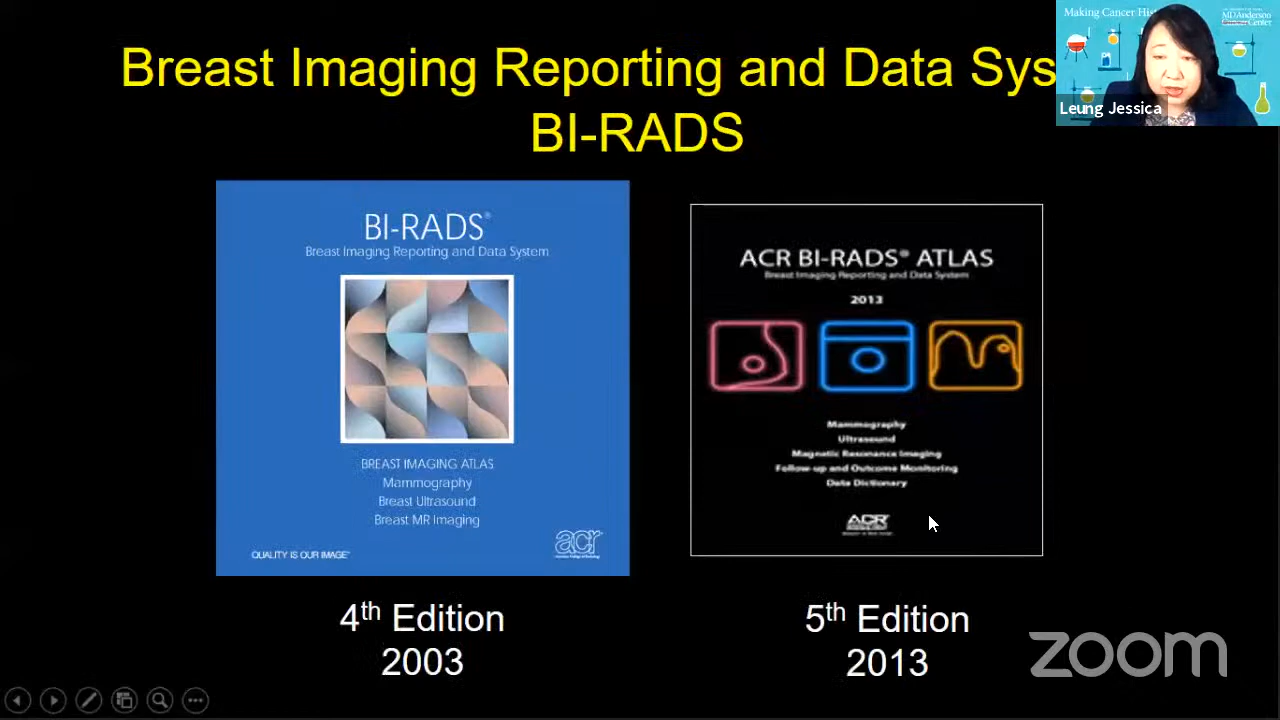 Breast Imaging Reporting and Data Sys
BI-RADS
Making Cancer His
MDAnderson
Center
Leung Jessica
BI-RADS®
Breast Imaging Reporting and Data System
BREAST IMAGING ATLAS
Mammography
Breast Ultrasound
Breast MR Imaging
QUALITY IS OUR IMAGE
acr
ACR BI-RADS® ATLAS
Breast Imaging Reporting and Data System
2013
Mammography
Ultrasound
Magnetic Resonance Imaging
Follow-up and Outcome Monitoring
Data Dictionary
ACR
4th Edition
2003
5th Edition
2013
zoom